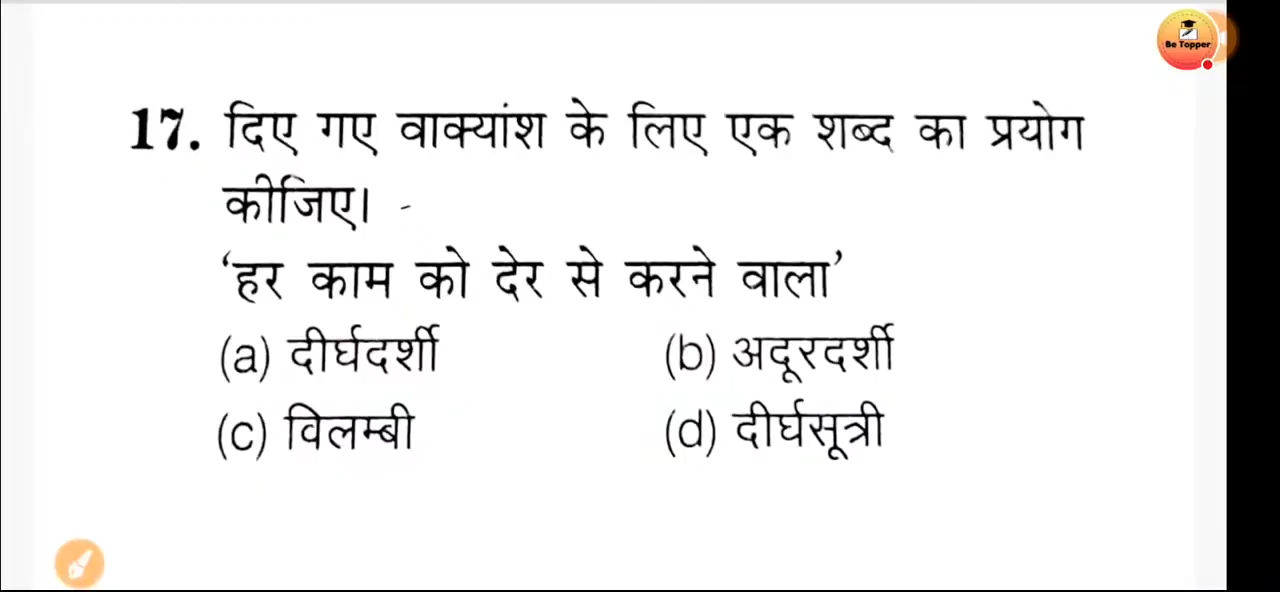 Be Topper
17. दिए गए वाक्यांश के लिए एक शब्द का प्रयोग
कीजिए।
‘हर काम को देर से करने वाला’
(a) दीर्घदर्शी (b) अदूरदर्शी
(c) विलम्बी (d) दीर्घसूत्री